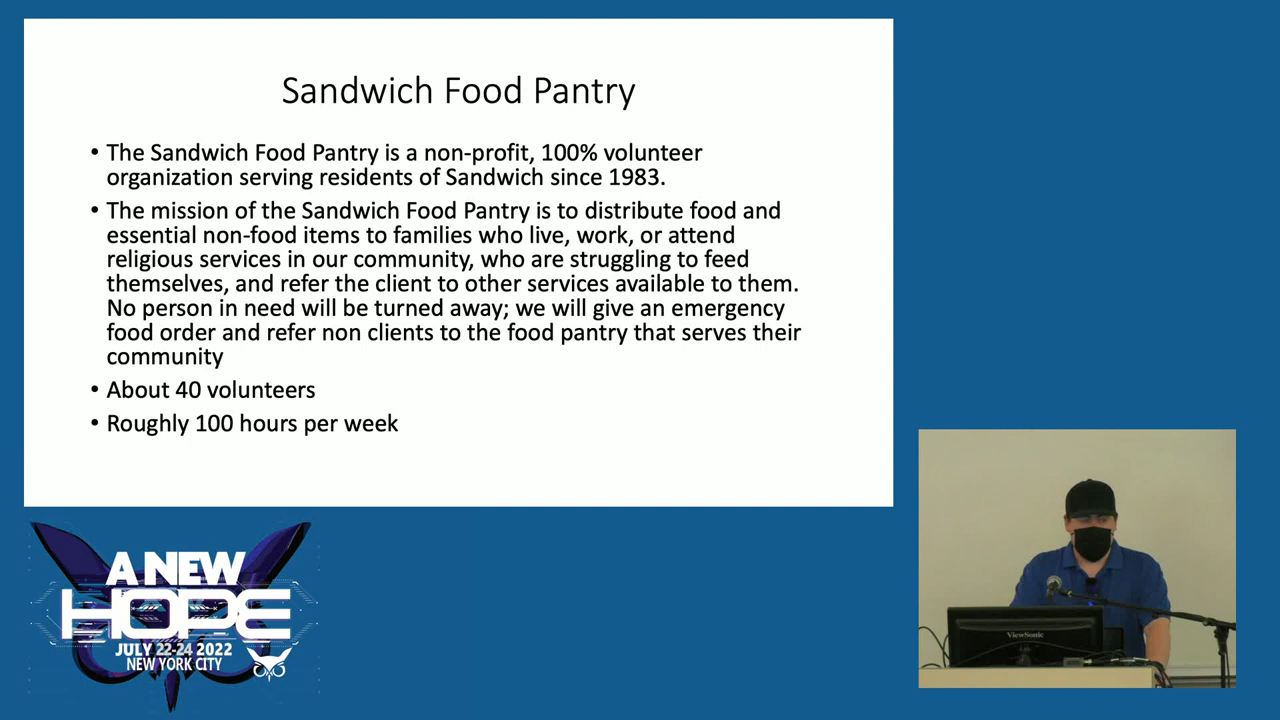 Sandwich Food Pantry
• The Sandwich Food Pantry is a non-profit, 100% volunteer
organization serving residents of Sandwich since 1983.
• The mission of the Sandwich Food Pantry is to distribute food and
essential non-food items to families who live, work, or attend
religious services in our community, who are struggling to feed
themselves, and refer the client to other services available to them.
No person in need will be turned away; we will give an emergency
food order and refer non clients to the food pantry that serves their
community
• About 40 volunteers
• Roughly 100 hours per week
A NEW
HOPE
JULY 22-24 2022
NEW YORK CITY
ViewSonic